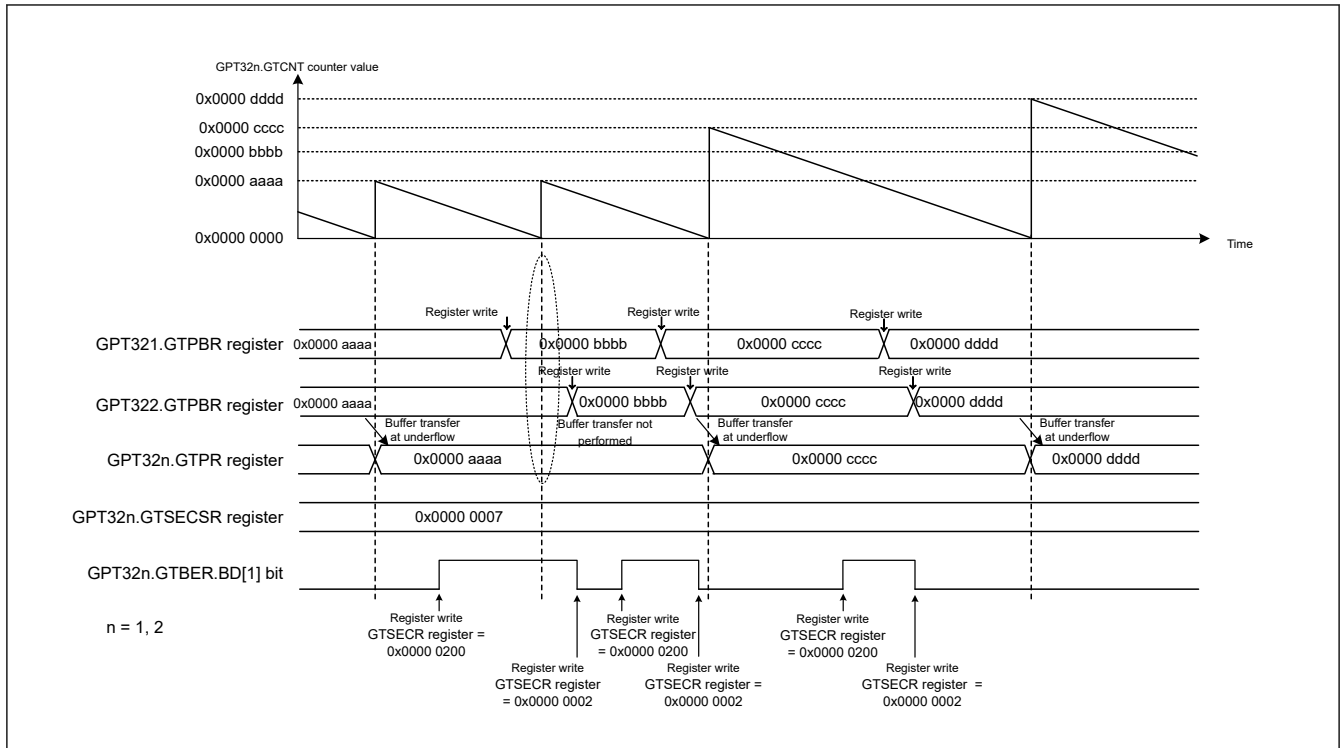 GPT32n.GTCNT counter value
0x0000 dddd
0x0000 cccc
0x0000 bbbb
0x0000 aaaa
0x0000 0000
Time
Register write
Register write
Register write
GPT321.GTPBR register
0x0000 aaaa
0x0000 bbbb
0x0000 cccc
0x0000 dddd
Register write
Register write
Register write
GPT322.GTPBR register
0x0000 aaaa
0x0000 bbbb
0x0000 cccc
0x0000 dddd
Buffer transfer
at underflow
Buffer transfer not
performed
Buffer transfer
at underflow
Buffer transfer
at underflow
GPT32n.GTPR register
0x0000 aaaa
0x0000 cccc
0x0000 dddd
GPT32n.GTSECSR register
0x0000 0007
GPT32n.GTBER.BD[1] bit
n = 1, 2
Register write
GTSECR register =
0x0000 0200
Register write
GTSECR register
= 0x0000 0200
Register write
GTSECR register
= 0x0000 0200
Register write
GTSECR register
= 0x0000 0002
Register write
GTSECR register =
0x0000 0002
Register write
GTSECR register =
0x0000 0002